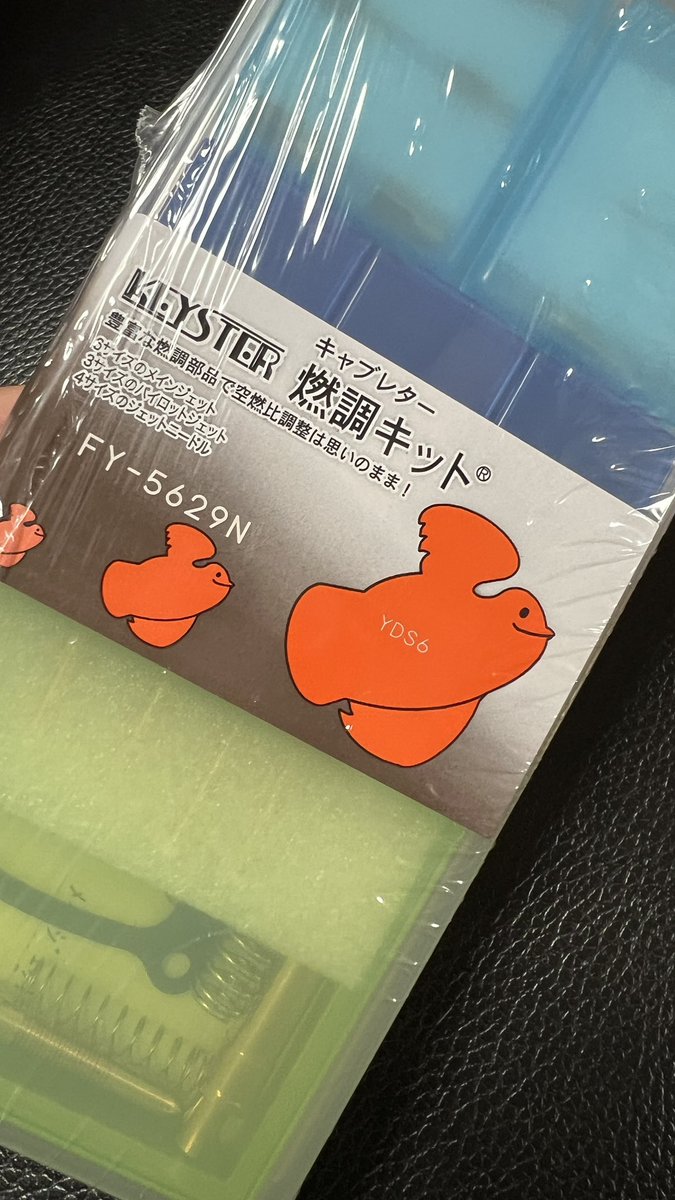 KEYSTER
キャブレター
燃調キット®
豊富な燃調部品で空燃比調整は思いのまま!
3サイズのメインジェット
3サイズのパイロットジェット
4サイズのジェットニードル
FY-5629N
YDS6